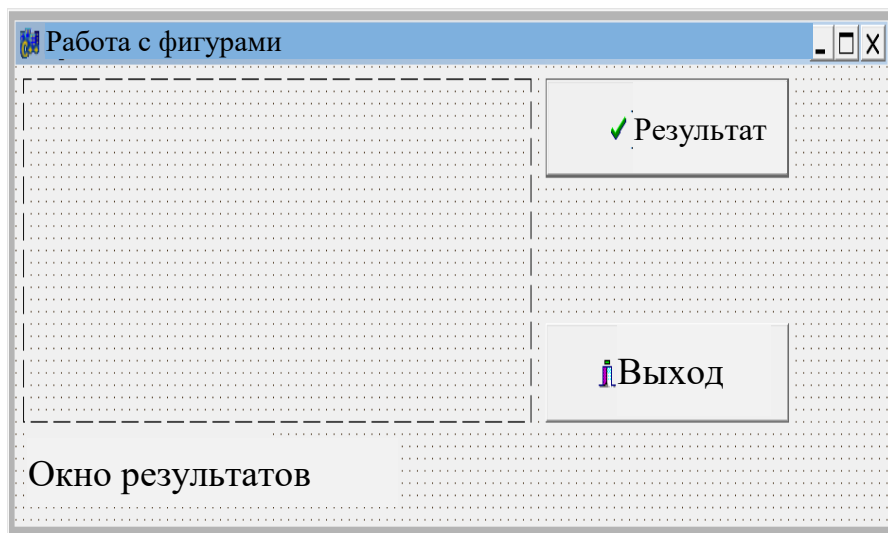 Работа с фигурами
Результат
Выход
Окно результатов